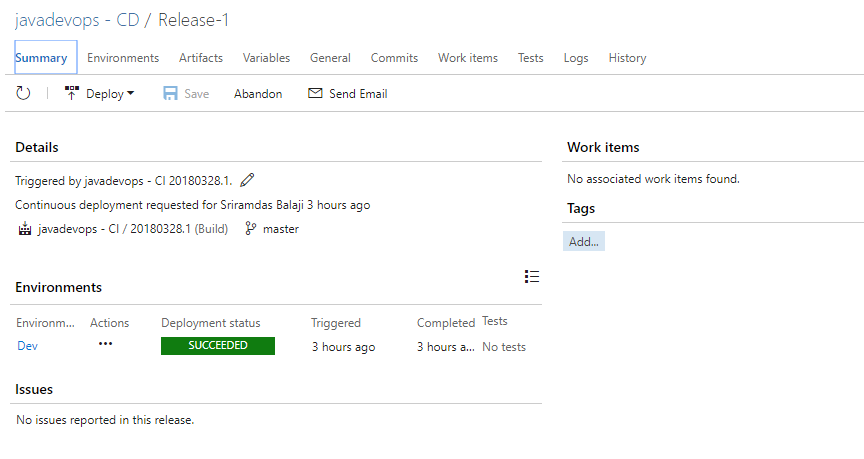 javadevops - CD / Release-1
Summary Environments Artifacts Variables General Commits Work items Tests Logs History
Deploy Save Abandon Send Email
Details
Triggered by javadevops - CI 20180328.1.
Continuous deployment requested for Sriramdas Balaji 3 hours ago
javadevops - CI / 20180328.1 (Build) master
Work items
No associated work items found.
Tags
Add...
Environments
Environm... Actions Deployment status Triggered Completed Tests
Dev ••• SUCCEEDED 3 hours ago 3 hours a... No tests
Issues
No issues reported in this release.